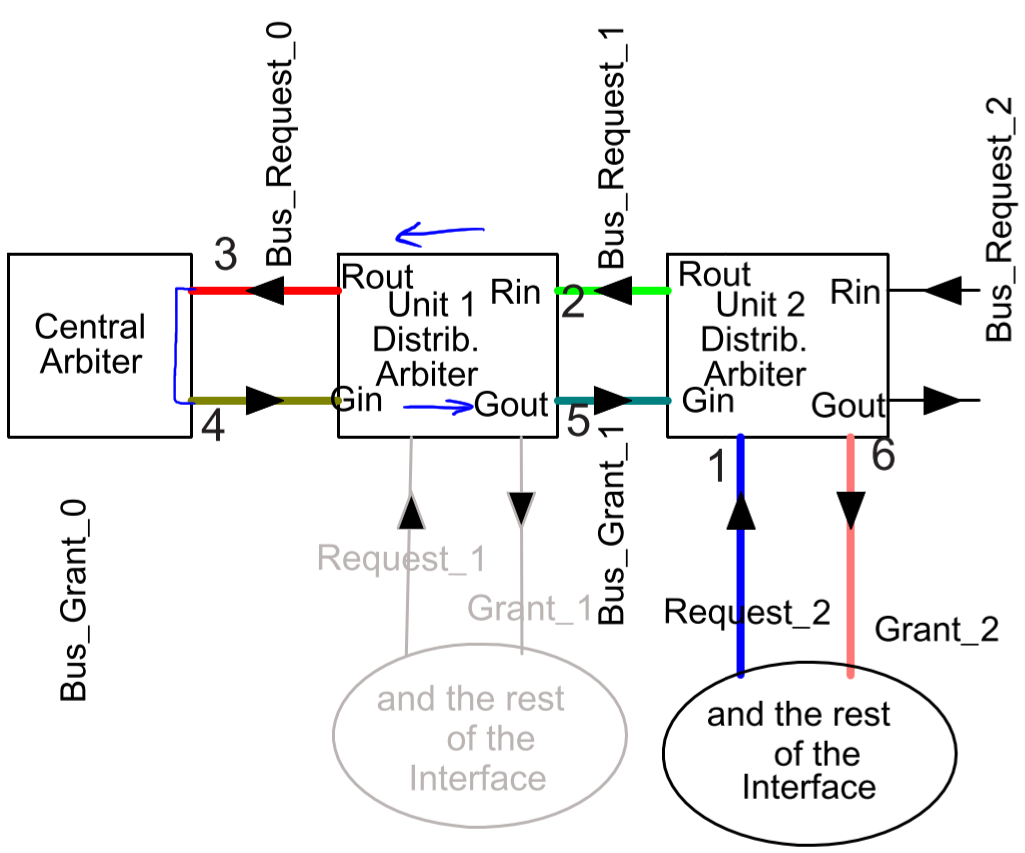 Bus_Request_0
Bus_Request_1
Bus_Request_2
3
Central
Arbiter
Rout
Unit 1
Rin
Distrib.
Arbiter
Gin
Gout
2
Rout
Unit 2
Rin
Distrib.
Arbiter
Gin
Gout
4
5
1
6
Bus_Grant_0
Bus_Grant_1
Request_1
Grant_1
Request_2
Grant_2
and the rest
of the
Interface
and the rest
of the
Interface